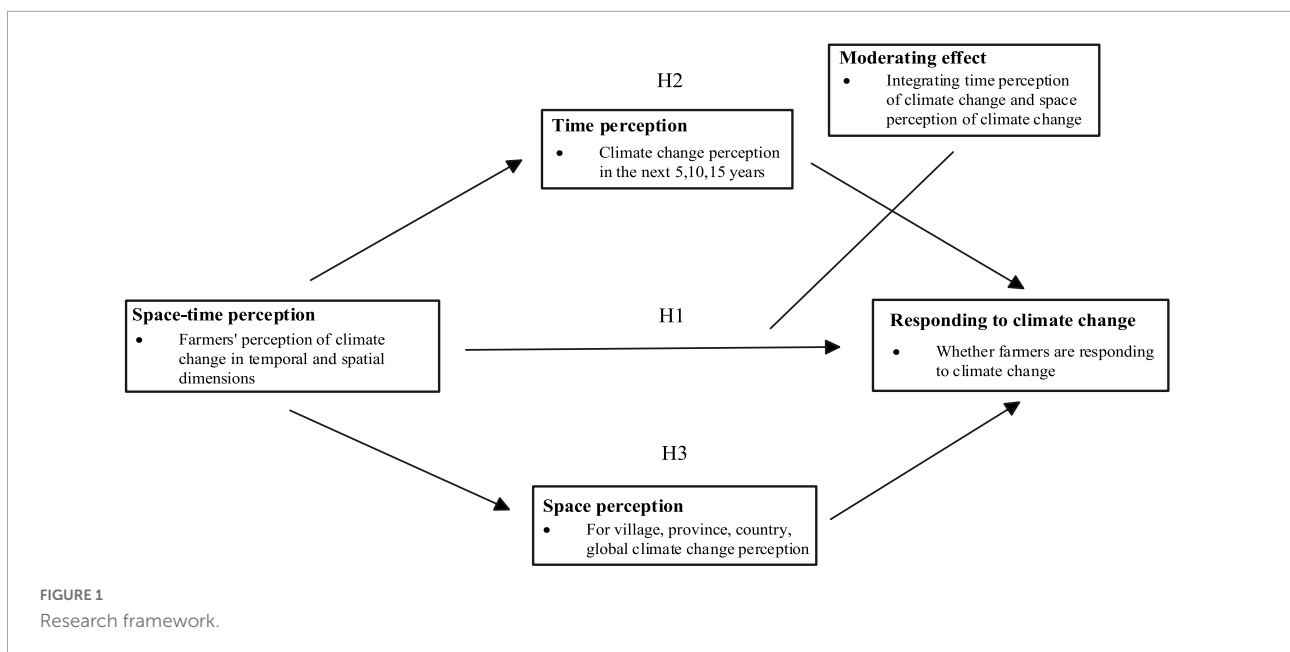 Moderating effect
• Integrating time perception
of climate change and space
perception of climate change
H2
Time perception
• Climate change perception
in the next 5,10,15 years
Space-time perception
• Farmers' perception of climate
change in temporal and spatial
dimensions
H1
Responding to climate change
• Whether farmers are responding
to climate change
H3
Space perception
• For village, province, country,
global climate change perception
FIGURE 1
Research framework.